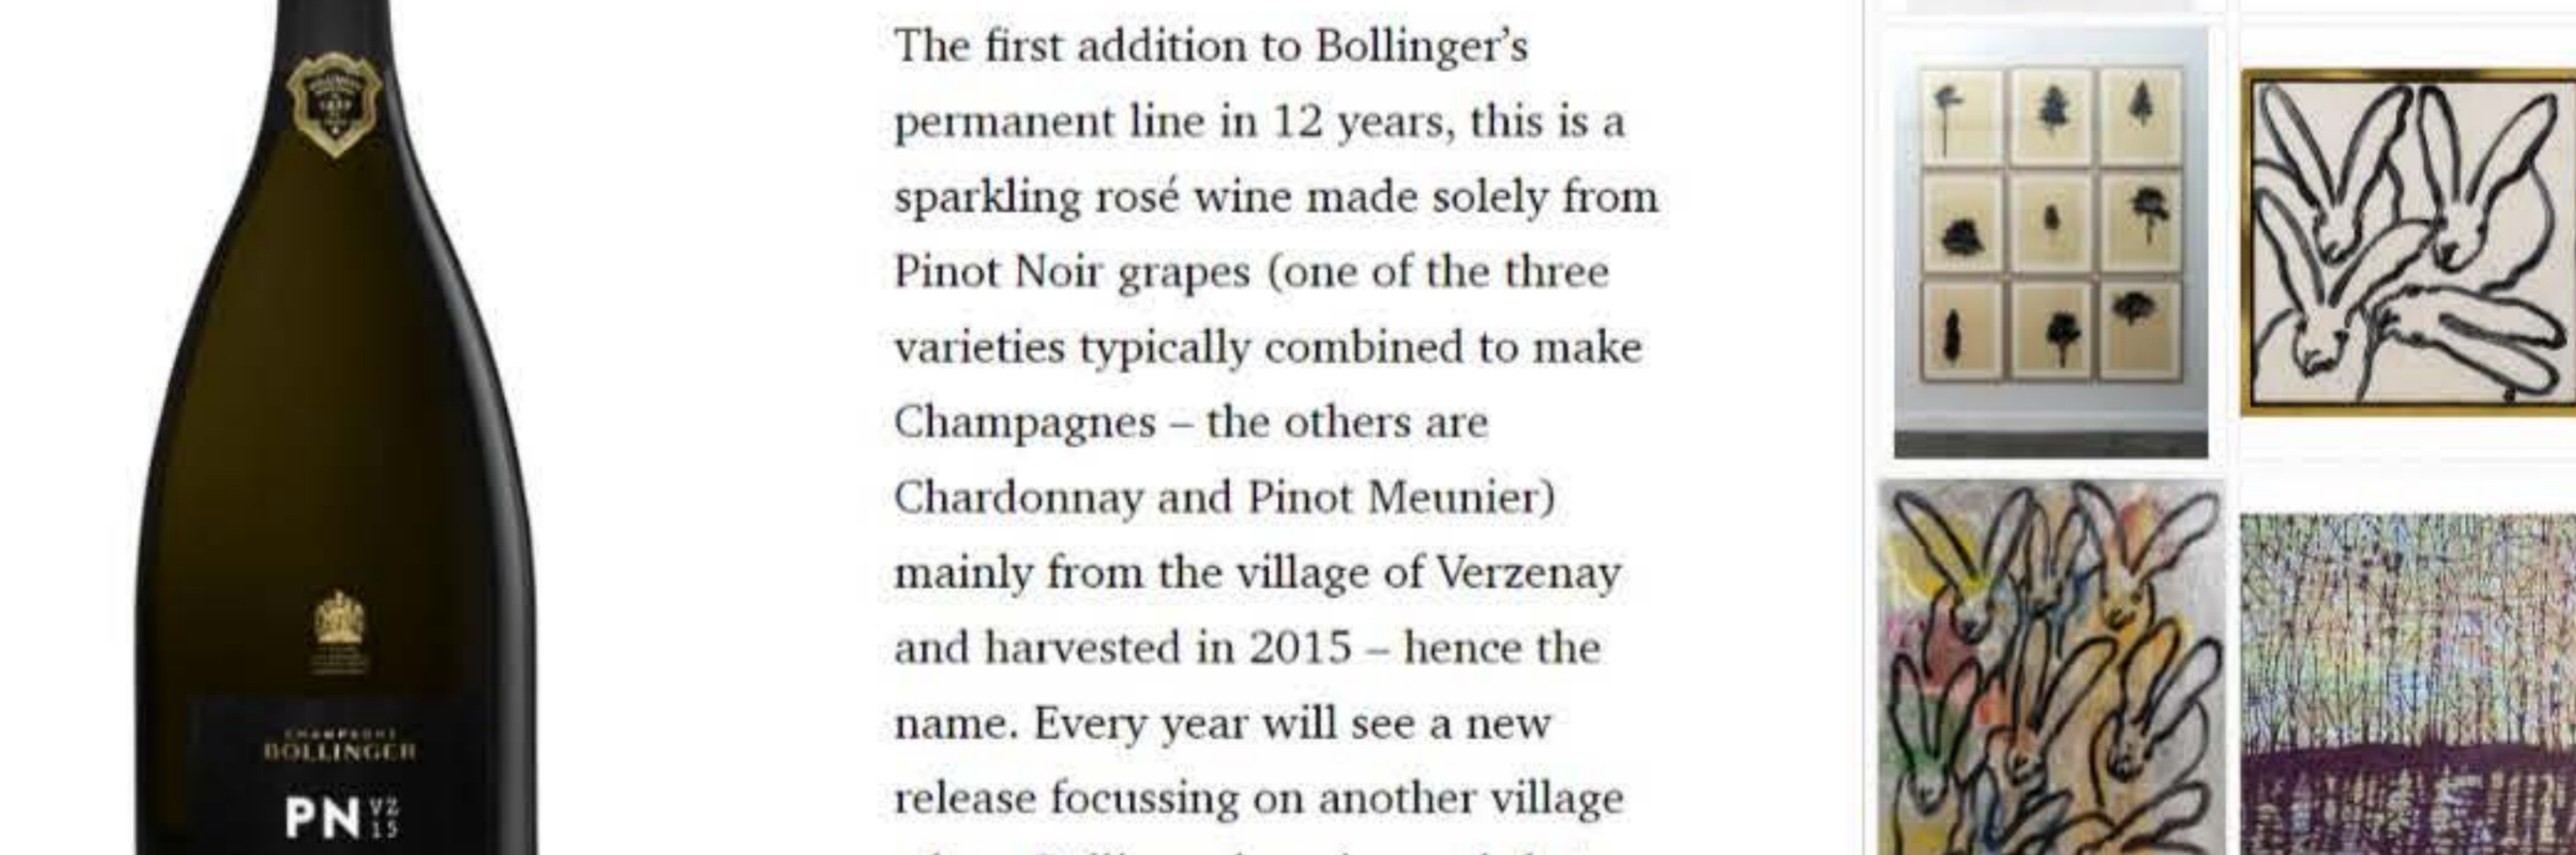 CHAMPAGNE
BOLLINGER
PN VZ
15
The first addition to Bollinger’s
permanent line in 12 years, this is a
sparkling rosé wine made solely from
Pinot Noir grapes (one of the three
varieties typically combined to make
Champagnes – the others are
Chardonnay and Pinot Meunier)
mainly from the village of Verzenay
and harvested in 2015 – hence the
name. Every year will see a new
release focussing on another village